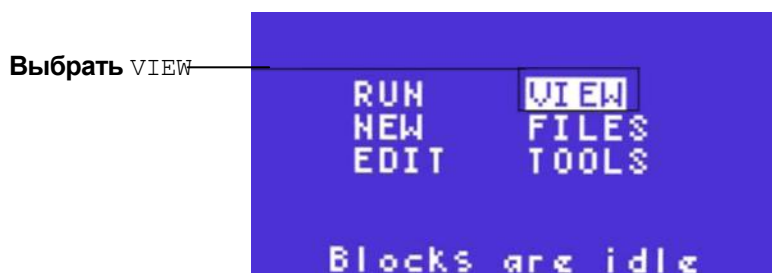 Выбрать VIEW
RUN VIEW
NEW FILES
EDIT TOOLS
Blocks are idle